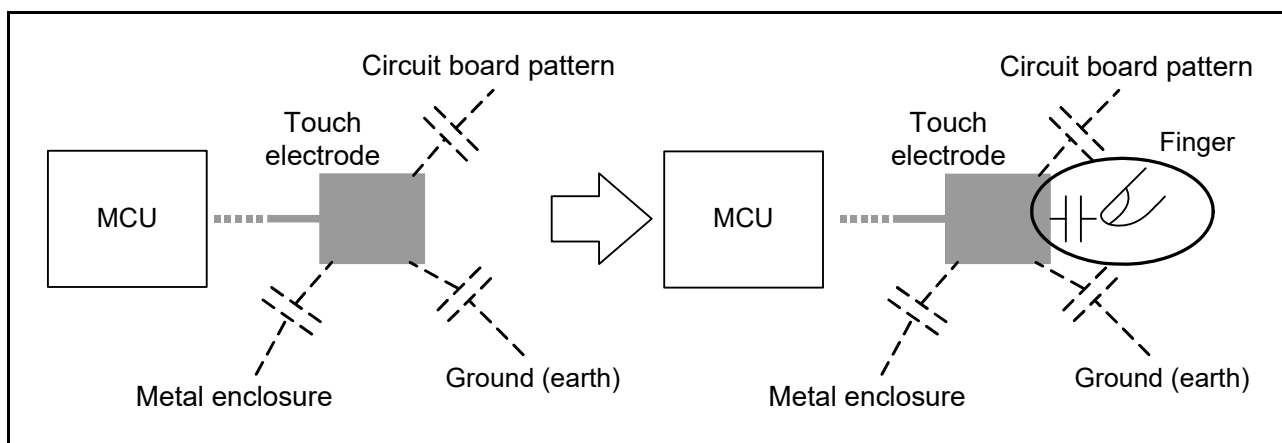 Circuit board pattern
Touch
electrode
MCU
Metal enclosure
Ground (earth)
Circuit board pattern
Touch
electrode
Finger
MCU
Metal enclosure
Ground (earth)